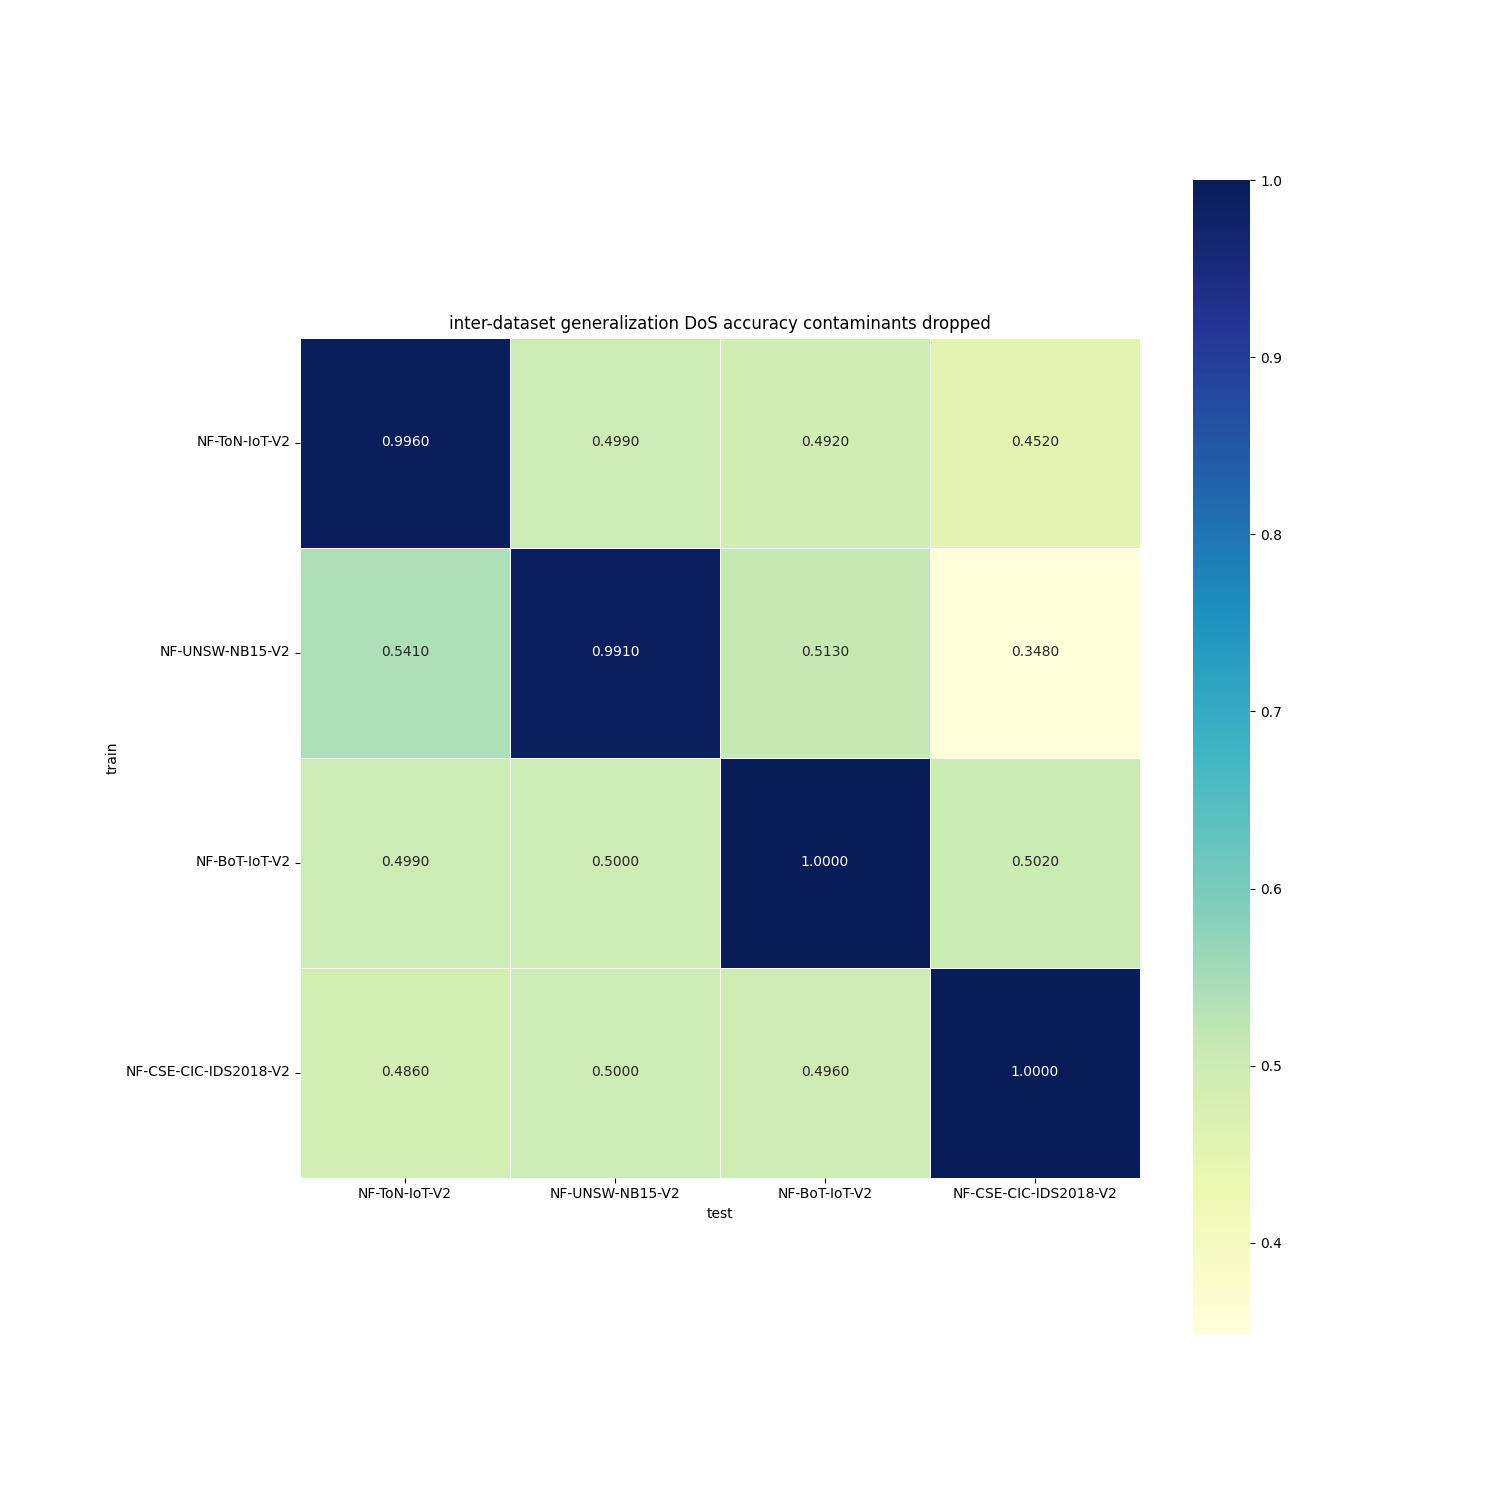 inter-dataset generalization DoS accuracy contaminants dropped
train
NF-ToN-IoT-V2 0.9960 0.4990 0.4920 0.4520
NF-UNSW-NB15-V2 0.5410 0.9910 0.5130 0.3480
NF-BoT-IoT-V2 0.4990 0.5000 1.0000 0.5020
NF-CSE-CIC-IDS2018-V2 0.4860 0.5000 0.4960 1.0000
NF-ToN-IoT-V2 NF-UNSW-NB15-V2 NF-BoT-IoT-V2 NF-CSE-CIC-IDS2018-V2
test
1.0
0.9
0.8
0.7
0.6
0.5
0.4